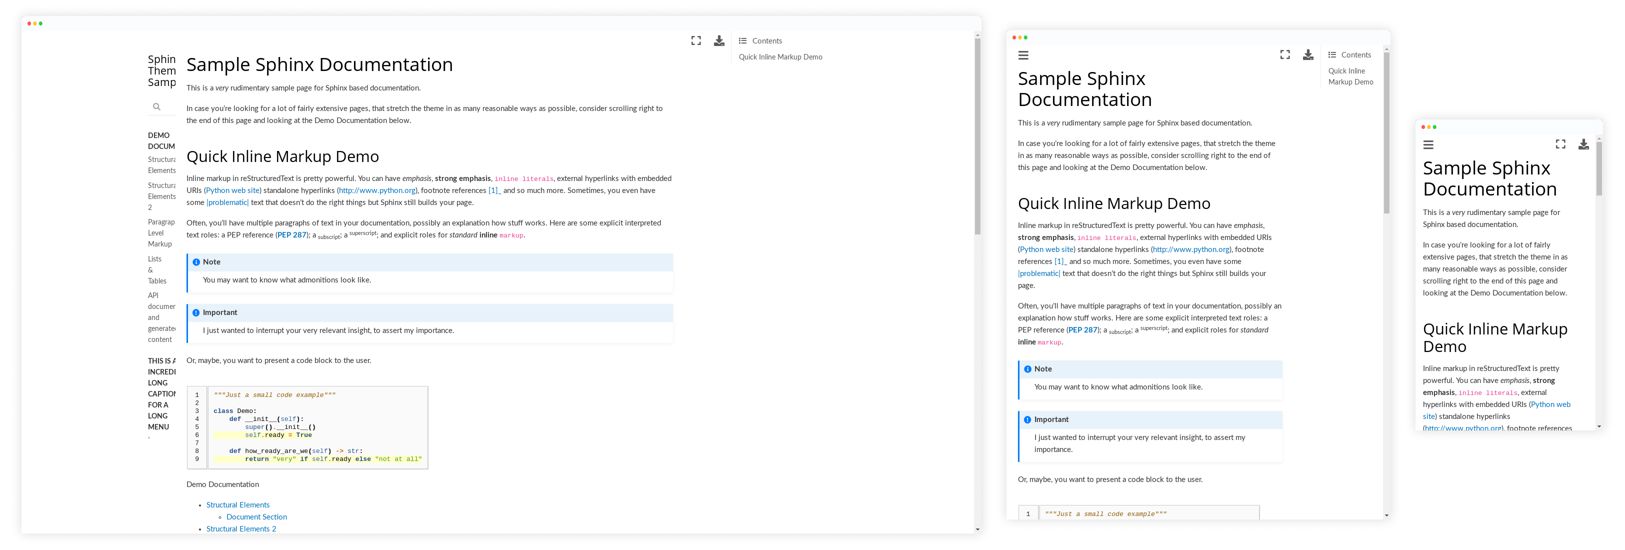 Sphin
Them
Samp
DEMO
DOCUM
Structura
Elements
Structura
Elements
2
Paragrap
Level
Markup
Lists
&
Tables
API
documer
and
generated
content
THIS IS A
INCREDI
LONG
CAPTION
FOR A
LONG
MENU
Sample Sphinx Documentation
This is a very rudimentary sample page for Sphinx based documentation.
In case you're looking for a lot of fairly extensive pages, that stretch the theme in as many reasonable ways as possible, consider scrolling right to
the end of this page and looking at the Demo Documentation below.
Quick Inline Markup Demo
Inline markup in reStructuredText is pretty powerful. You can have emphasis, strong emphasis, inline literals, external hyperlinks with embedded
URIs (Python web site) standalone hyperlinks (http://www.python.org), footnote references [1]_ and so much more. Sometimes, you even have
some |problematic| text that doesn't do the right things but Sphinx still builds your page.
Often, you'll have multiple paragraphs of text in your documentation, possibly an explanation how stuff works. Here are some explicit interpreted
text roles: a PEP reference (PEP 287); a subscript; a superscript; and explicit roles for standard inline markup.
Note
You may want to know what admonitions look like.
Important
I just wanted to interrupt your very relevant insight, to assert my importance.
Or, maybe, you want to present a code block to the user.
1 """Just a small code example"""
2
3 class Demo:
4 def __init__(self):
5 super().__init__()
6 self.ready = True
7
8 def how_ready_are_we(self) -> str:
9 return "very" if self.ready else "not at all"
Demo Documentation
• Structural Elements
◦ Document Section
• Structural Elements 2
Contents
Quick Inline Markup Demo
Sample Sphinx
Documentation
This is a very rudimentary sample page for Sphinx based documentation.
In case you're looking for a lot of fairly extensive pages, that stretch the theme
in as many reasonable ways as possible, consider scrolling right to the end of
this page and looking at the Demo Documentation below.
Quick Inline Markup Demo
Inline markup in reStructuredText is pretty powerful. You can have emphasis,
strong emphasis, inline literals, external hyperlinks with embedded URIs
(Python web site) standalone hyperlinks (http://www.python.org), footnote
references [1]_ and so much more. Sometimes, you even have some
|problematic| text that doesn't do the right things but Sphinx still builds your
page.
Often, you'll have multiple paragraphs of text in your documentation, possibly an
explanation how stuff works. Here are some explicit interpreted text roles: a
PEP reference (PEP 287); a subscript; a superscript; and explicit roles for standard
inline markup.
Note
You may want to know what admonitions look like.
Important
I just wanted to interrupt your very relevant insight, to assert my
importance.
Or, maybe, you want to present a code block to the user.
1 """Just a small code example"""
Contents
Quick Inline
Markup Demo
Sample Sphinx
Documentation
This is a very rudimentary sample page for
Sphinx based documentation.
In case you're looking for a lot of fairly
extensive pages, that stretch the theme in as
many reasonable ways as possible, consider
scrolling right to the end of this page and
looking at the Demo Documentation below.
Quick Inline Markup
Demo
Inline markup in reStructuredText is pretty
powerful. You can have emphasis, strong
emphasis, inline literals, external
hyperlinks with embedded URIs (Python web
site) standalone hyperlinks
(http://www.python.org), footnote references